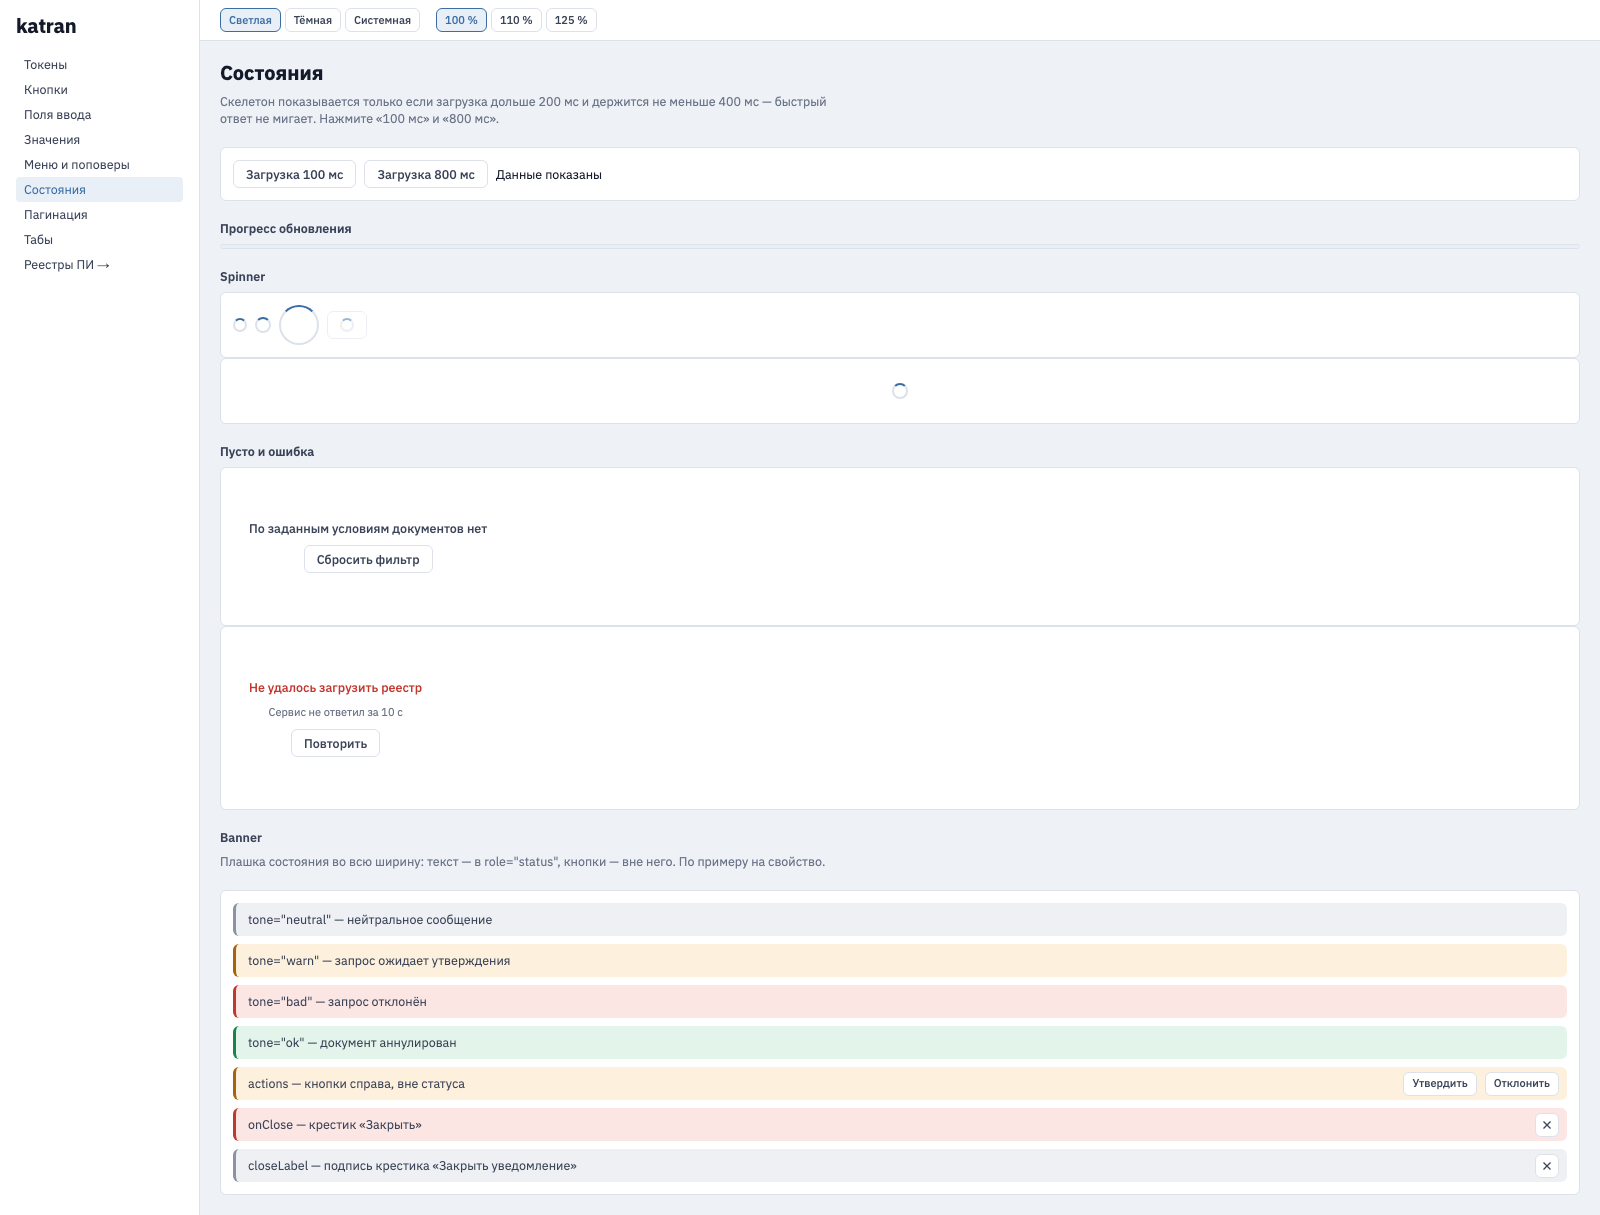 katran
Светлая
Тёмная
Системная
100 %
110 %
125 %
Токены
Кнопки
Поля ввода
Значения
Меню и поповеры
Состояния
Пагинация
Табы
Реестры ПИ →
Состояния
Скелетон показывается только если загрузка дольше 200 мс и держится не меньше 400 мс — быстрый
ответ не мигает. Нажмите «100 мс» и «800 мс».
Загрузка 100 мс
Загрузка 800 мс
Данные показаны
Прогресс обновления
Spinner
Пусто и ошибка
По заданным условиям документов нет
Сбросить фильтр
Не удалось загрузить реестр
Сервис не ответил за 10 с
Повторить
Banner
Плашка состояния во всю ширину: текст — в role="status", кнопки — вне него. По примеру на свойство.
tone="neutral" — нейтральное сообщение
tone="warn" — запрос ожидает утверждения
tone="bad" — запрос отклонён
tone="ok" — документ аннулирован
actions — кнопки справа, вне статуса
Утвердить
Отклонить
onClose — крестик «Закрыть»
closeLabel — подпись крестика «Закрыть уведомление»